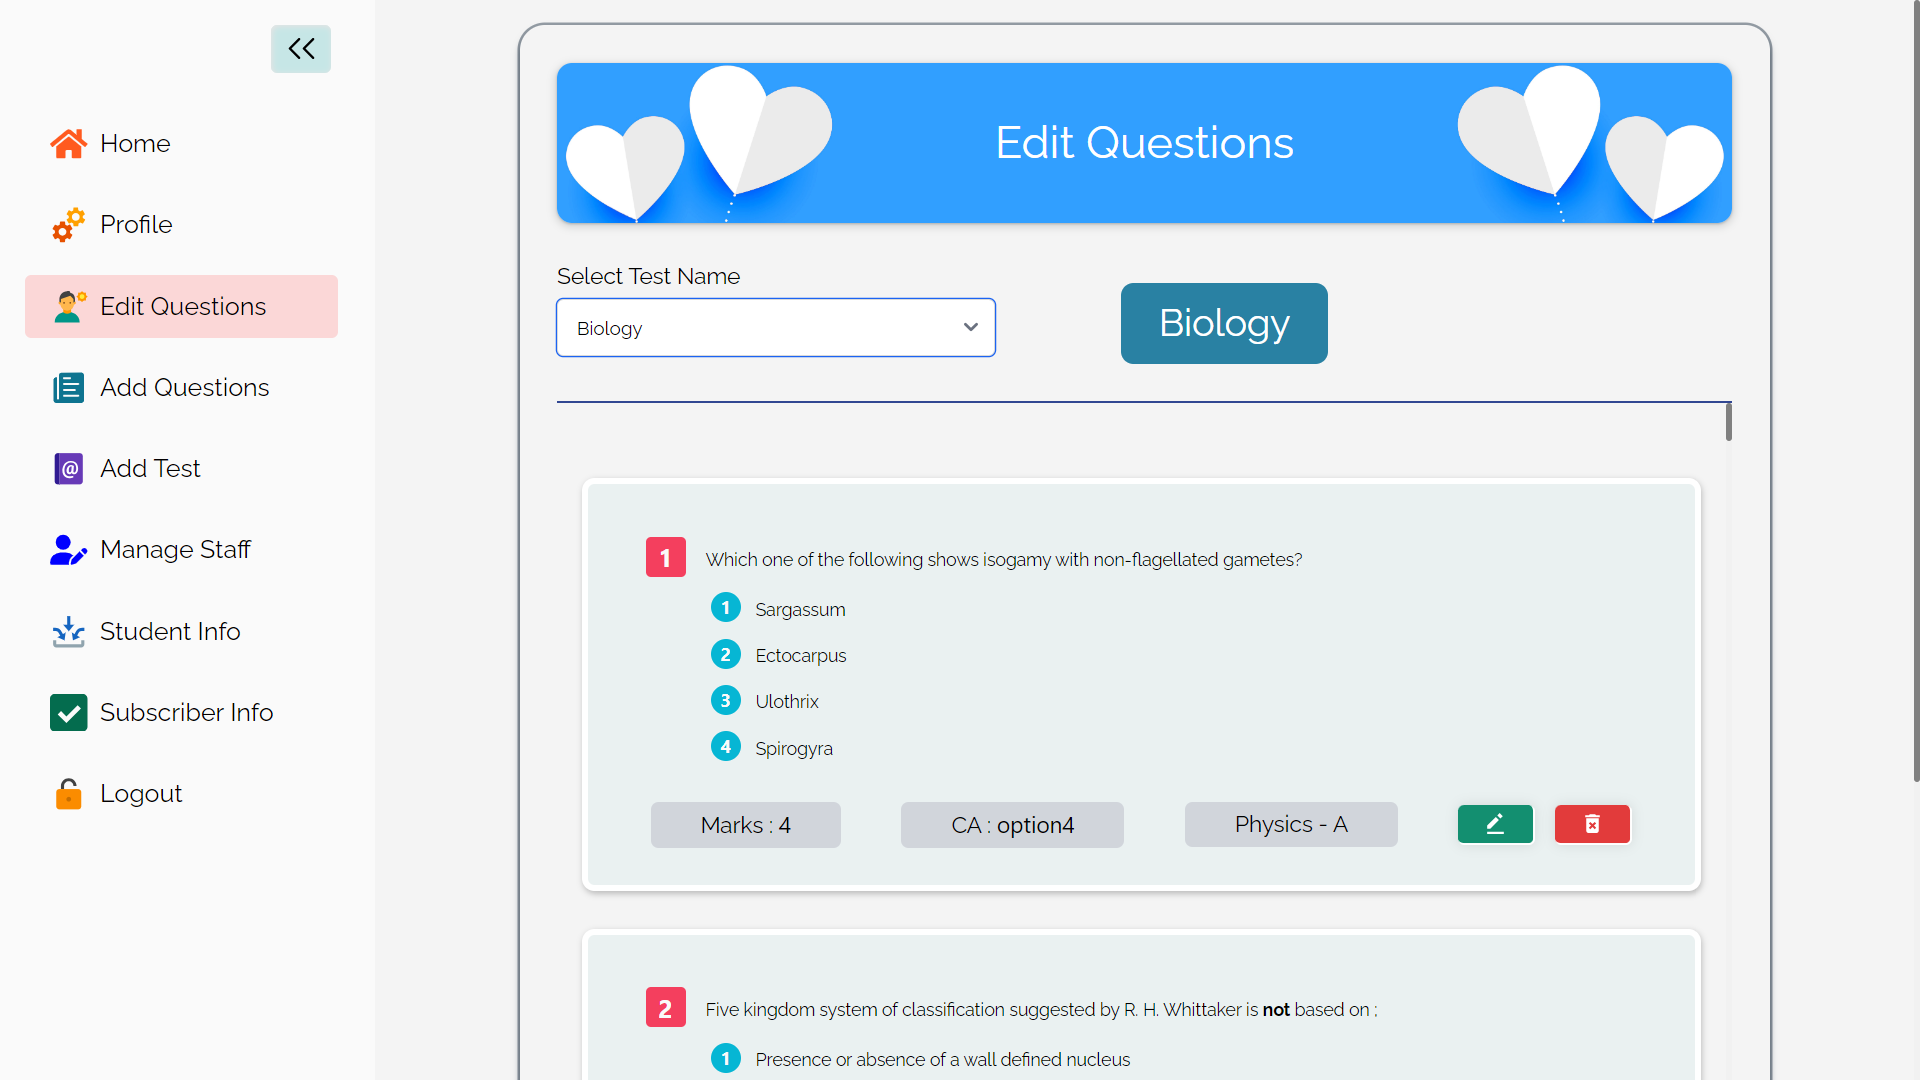 Home
Profile
Edit Questions
Add Questions
@ Add Test
Manage Staff
Student Info
Subscriber Info
Logout
Edit Questions
Select Test Name
Biology
Biology
1 Which one of the following shows isogamy with non-flagellated gametes?
1 Sargassum
2 Ectocarpus
3 Ulothrix
4 Spirogyra
Marks : 4
CA : option4
Physics - A
2 Five kingdom system of classification suggested by R. H. Whittaker is not based on ;
1 Presence or absence of a wall defined nucleus